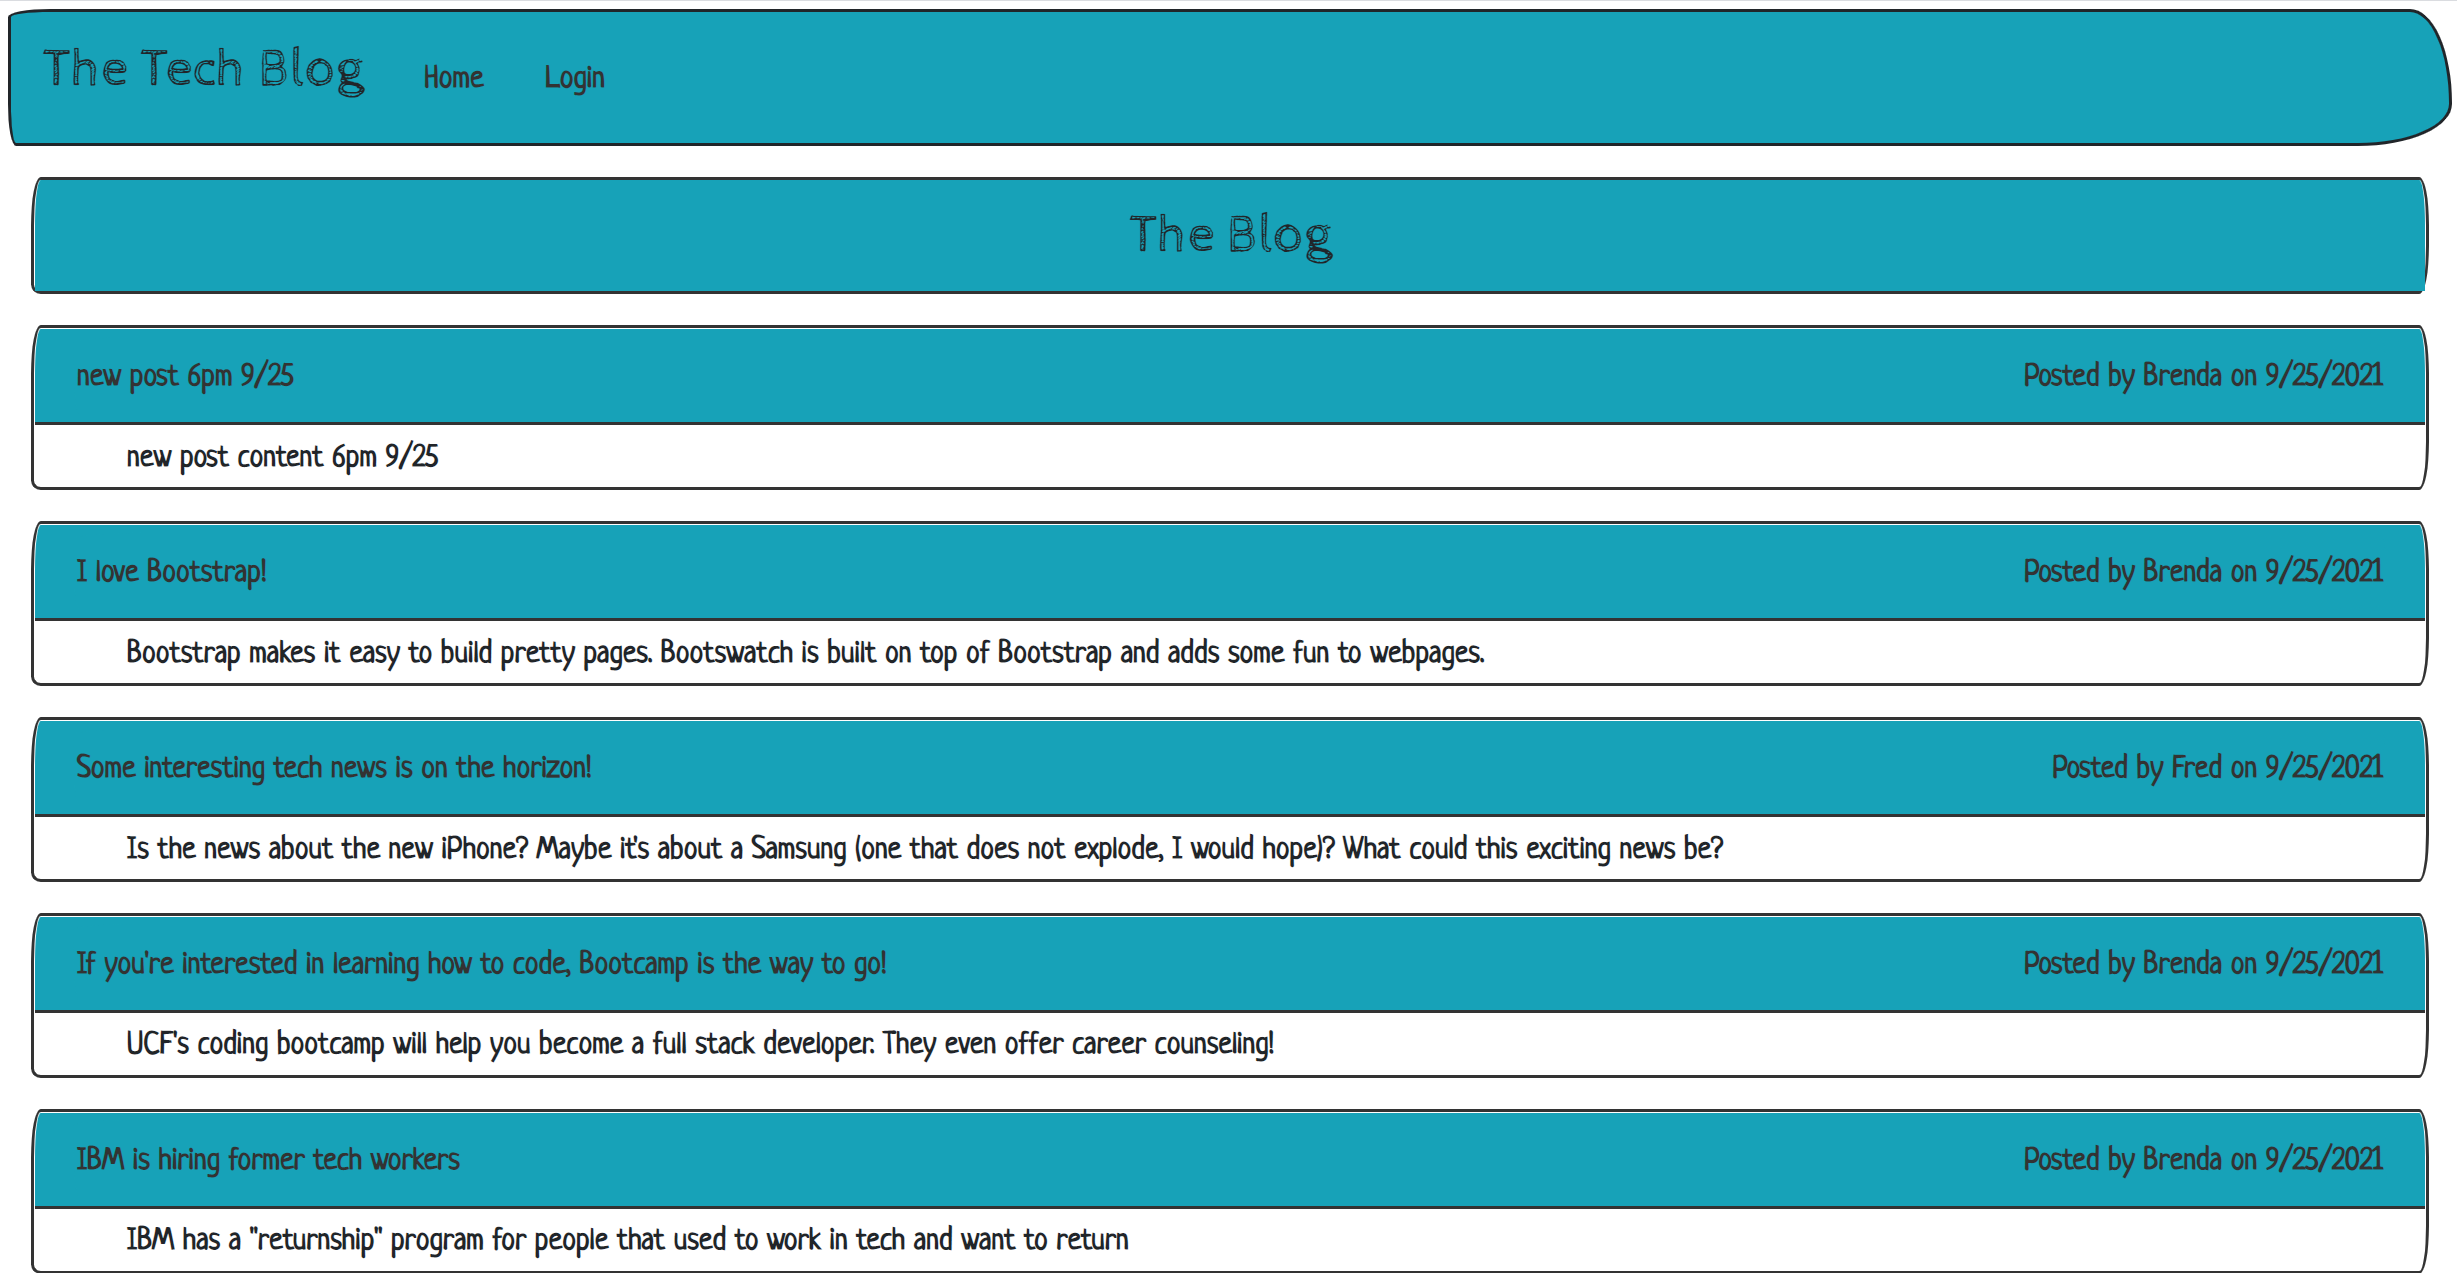 The Tech Blog Home Login
The Blog
new post 6pm 9/25 Posted by Brenda on 9/25/2021
new post content 6pm 9/25
I love Bootstrap! Posted by Brenda on 9/25/2021
Bootstrap makes it easy to build pretty pages. Bootswatch is built on top of Bootstrap and adds some fun to webpages.
Some interesting tech news is on the horizon! Posted by Fred on 9/25/2021
Is the news about the new iPhone? Maybe it's about a Samsung (one that does not explode, I would hope)? What could this exciting news be?
If you're interested in learning how to code, Bootcamp is the way to go! Posted by Brenda on 9/25/2021
UCF's coding bootcamp will help you become a full stack developer. They even offer career counseling!
IBM is hiring former tech workers Posted by Brenda on 9/25/2021
IBM has a "returnship" program for people that used to work in tech and want to return